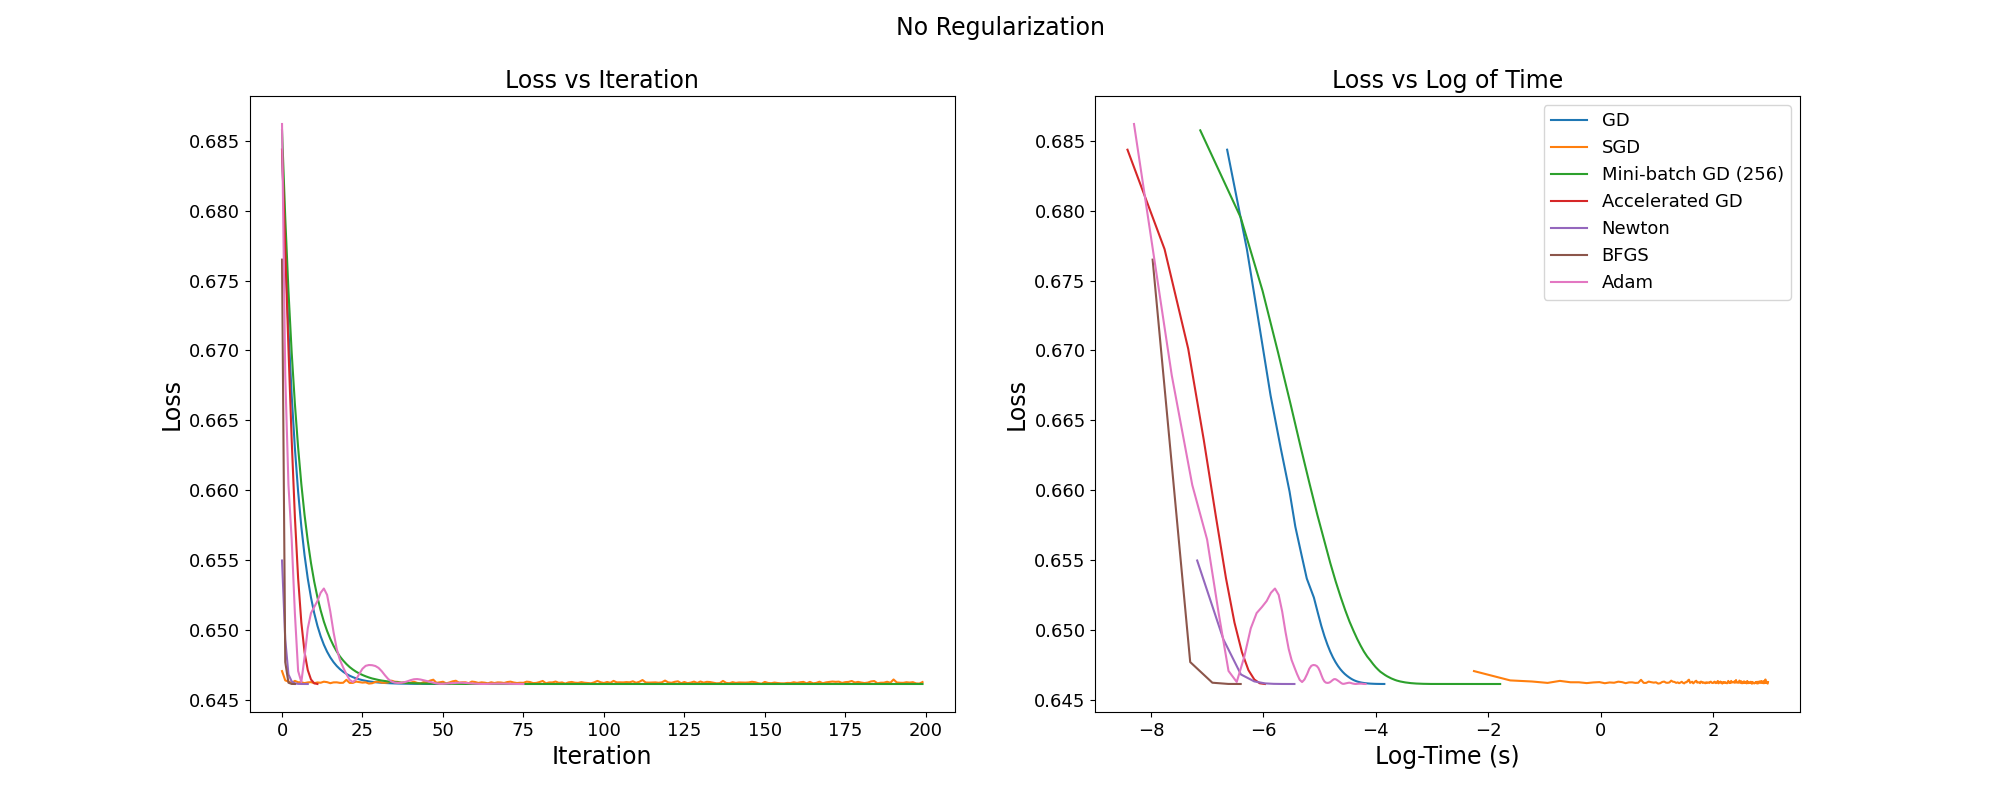 No Regularization
Loss vs Iteration
Loss
0.685
0.680
0.675
0.670
0.665
0.660
0.655
0.650
0.645
0 25 50 75 100 125 150 175 200
Iteration
Loss vs Log of Time
Loss
0.685
0.680
0.675
0.670
0.665
0.660
0.655
0.650
0.645
−8 −6 −4 −2 0 2
Log-Time (s)
GD
SGD
Mini-batch GD (256)
Accelerated GD
Newton
BFGS
Adam